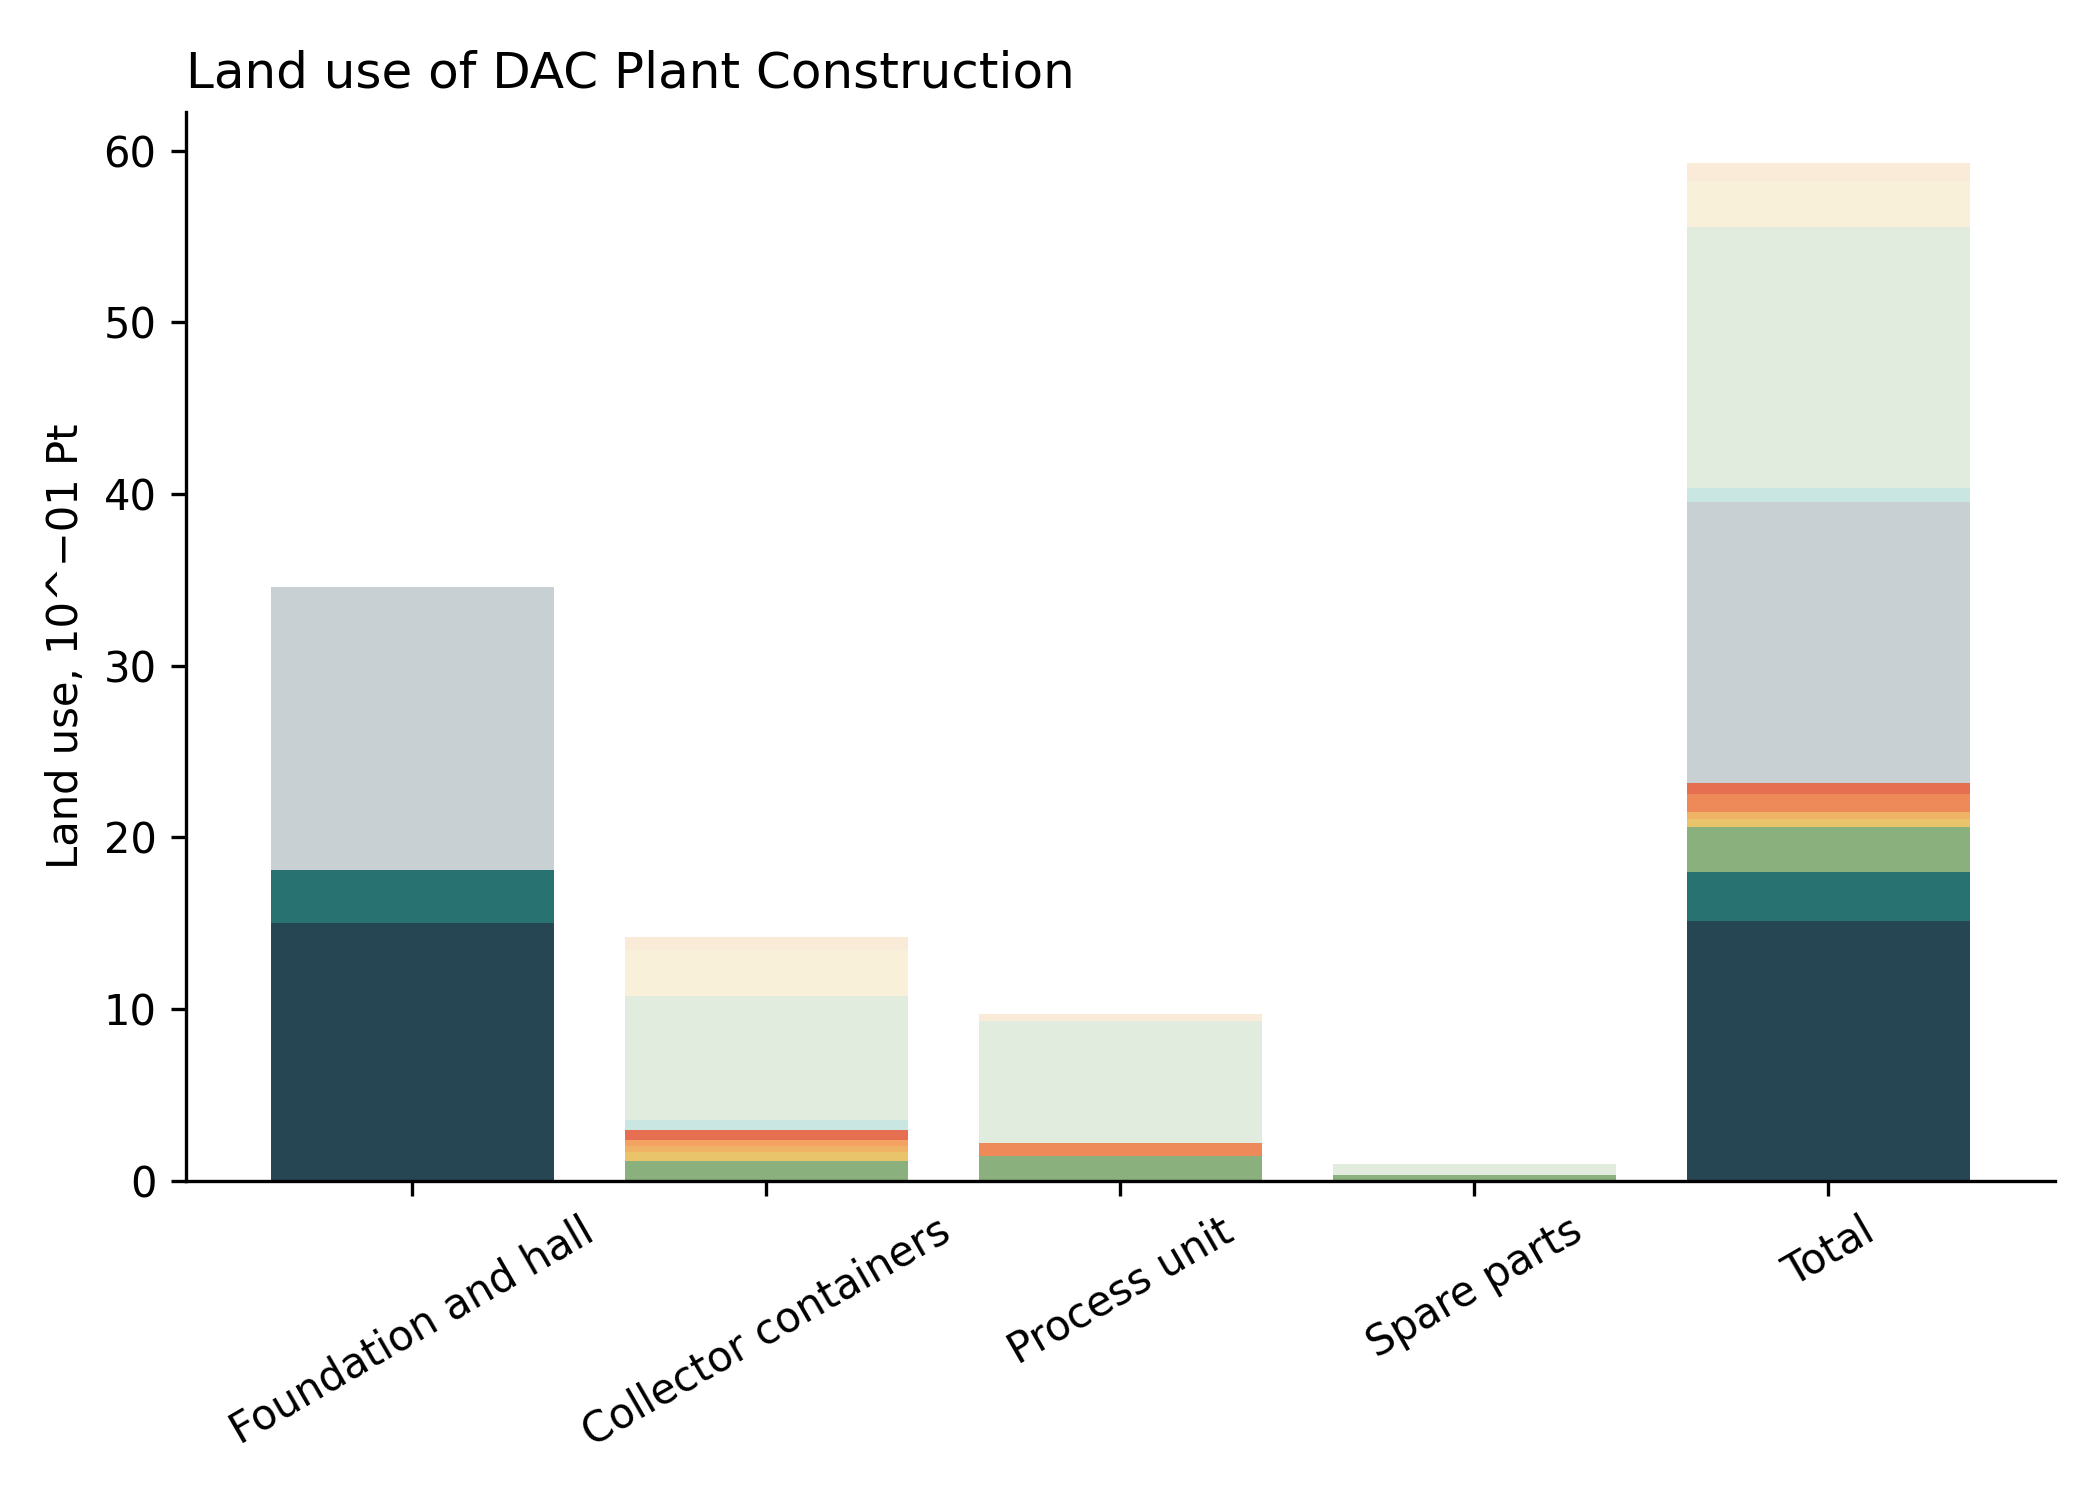 Land use of DAC Plant Construction
Land use, 10^−01 Pt
60
50
40
30
20
10
0
Foundation and hall
Collector containers
Process unit
Spare parts
Total